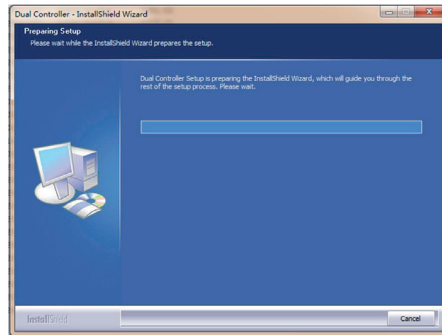 Dual Controller - InstallShield Wizard
Preparing Setup
Please wait while the InstallShield Wizard prepares the setup.
Dual Controller Setup is preparing the InstallShield Wizard, which will guide you through the
rest of the setup process. Please wait.
InstallShield
Cancel